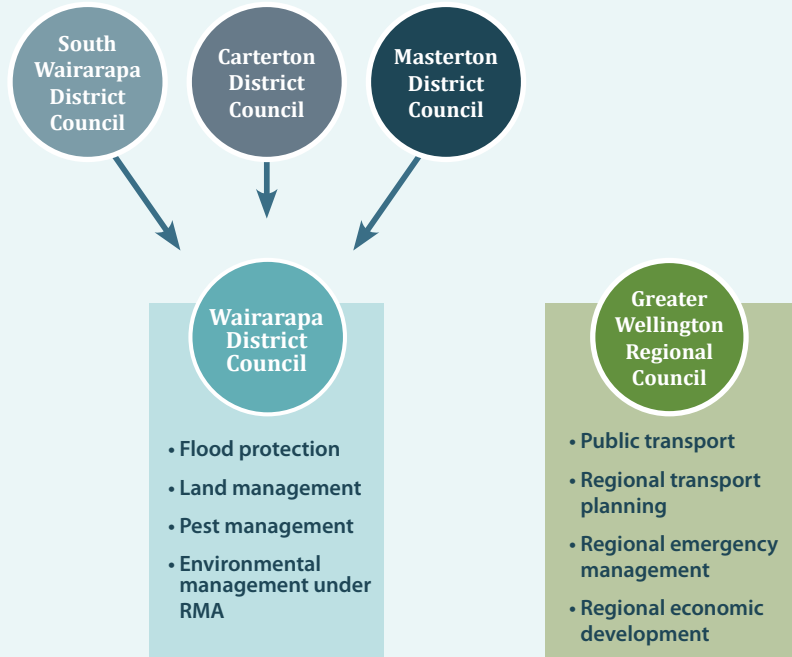 South
Wairarapa
District
Council
Carterton
District
Council
Masterton
District
Council
Wairarapa
District
Council
• Flood protection
• Land management
• Pest management
• Environmental
management under
RMA
Greater
Wellington
Regional
Council
• Public transport
• Regional transport
planning
• Regional emergency
management
• Regional economic
development